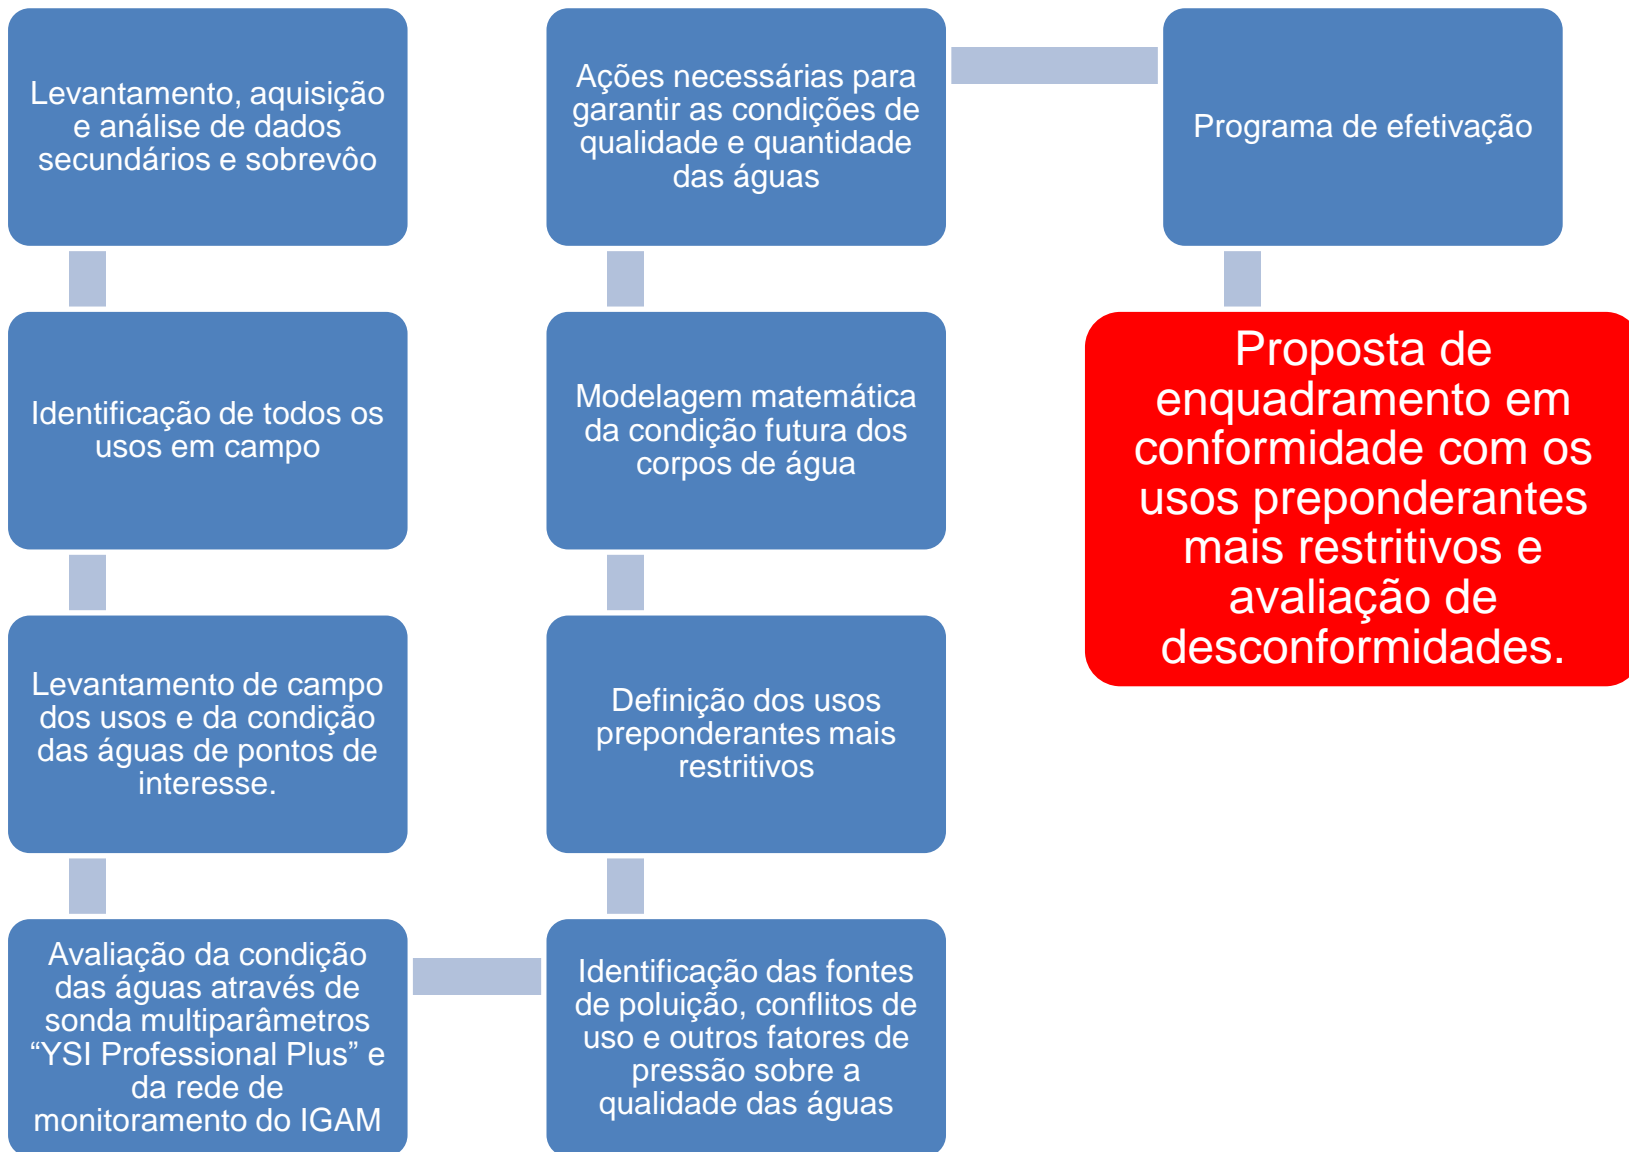 Levantamento, aquisição
e análise de dados
secundários e sobrevôo
Identificação de todos os
usos em campo
Levantamento de campo
dos usos e da condição
das águas de pontos de
interesse.
Avaliação da condição
das águas através de
sonda multiparâmetros
“YSI Professional Plus” e
da rede de
monitoramento do IGAM
Identificação das fontes
de poluição, conflitos de
uso e outros fatores de
pressão sobre a
qualidade das águas
Definição dos usos
preponderantes mais
restritivos
Modelagem matemática
da condição futura dos
corpos de água
Ações necessárias para
garantir as condições de
qualidade e quantidade
das águas
Programa de efetivação
Proposta de
enquadramento em
conformidade com os
usos preponderantes
mais restritivos e
avaliação de
desconformidades.